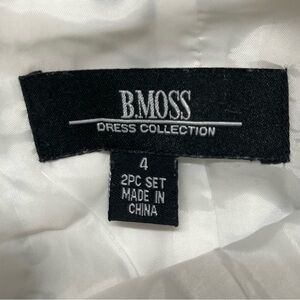 B.MOSS
DRESS COLLECTION
4
2PC SET
MADE IN
CHINA